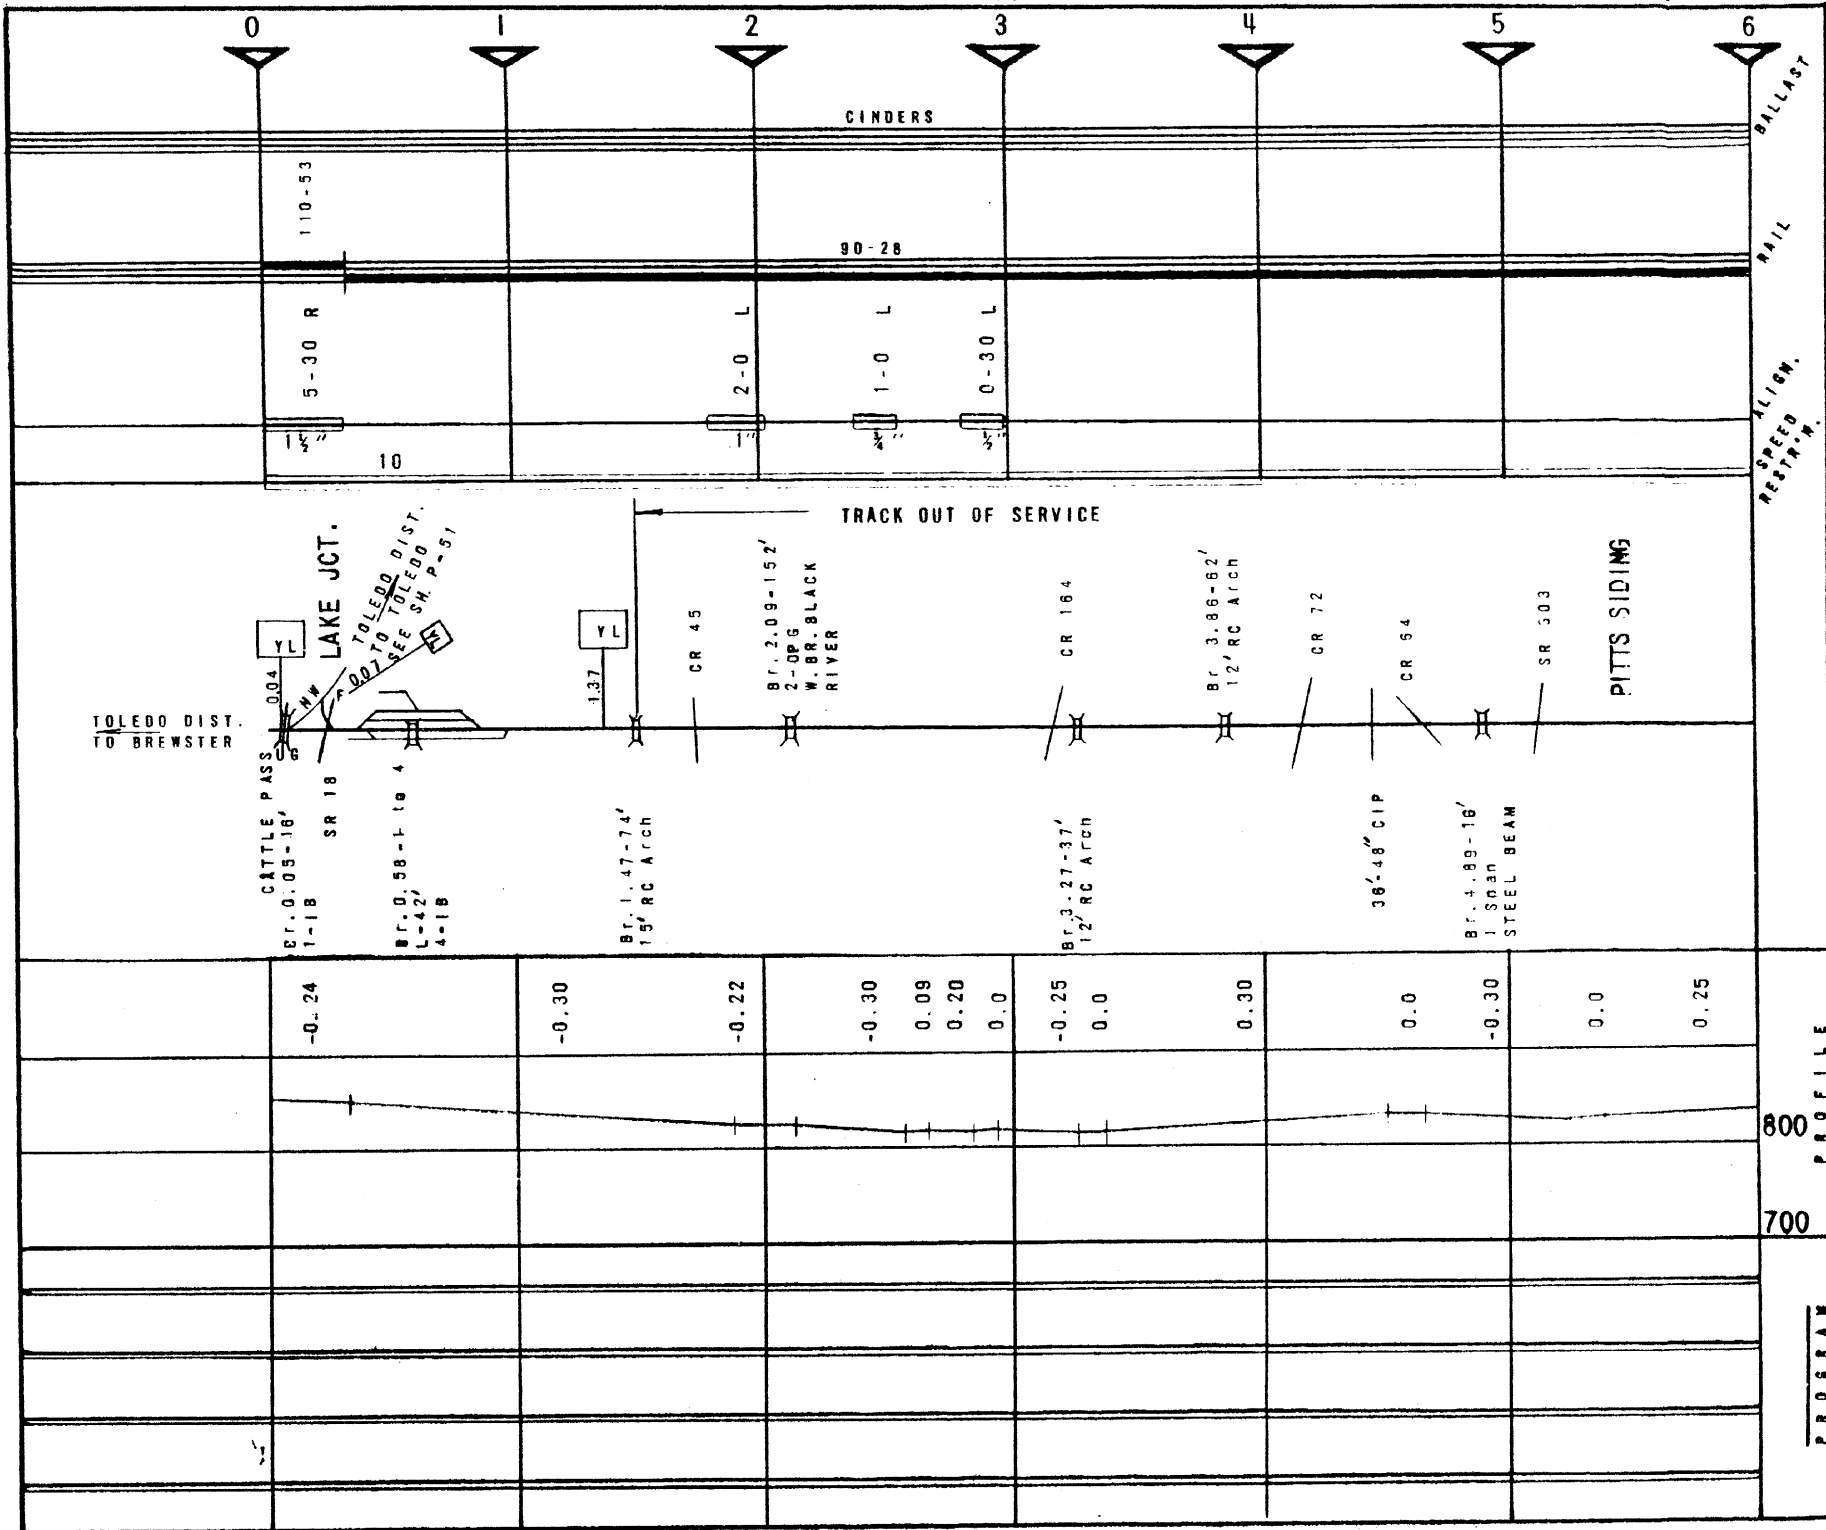 0 1 2 3 4 5 6
CINDERS
BALLAST
110-53
90-28
RAIL
5-30 R
2-0 L
1-0 L
0-30 L
ALIGN.
1½"
1"
¾"
½"
SPEED
RESTR'N.
10
TRACK OUT OF SERVICE
LAKE JCT.
TOLEDO DIST.
0.07 TO TOLEDO
SEE SH. P-51
YL
YL
YL
0.04
NW
F
1.37
CR 45
Br. 2.09-152'
2-DPG
W. BR. BLACK
RIVER
CR 164
Br. 3.86-62'
12' RC Arch
CR 72
CR 64
SR 303
PITTS SIDING
TOLEDO DIST.
TO BREWSTER
UG
CATTLE PASS
Br. 0.05-16'
1-IB
SR 18
Br. 0.58-1 to 4
L-42'
4-IB
Br. 1.47-74'
15' RC Arch
Br. 3.27-37'
12' RC Arch
36'-48" CIP
Br. 4.89-16'
1 Span
STEEL BEAM
-0.24
-0.30
-0.22
-0.30
0.09
0.20
0.0
-0.25
0.0
0.30
0.0
-0.30
0.0
0.25
PROFILE
800
700
PROGRAM